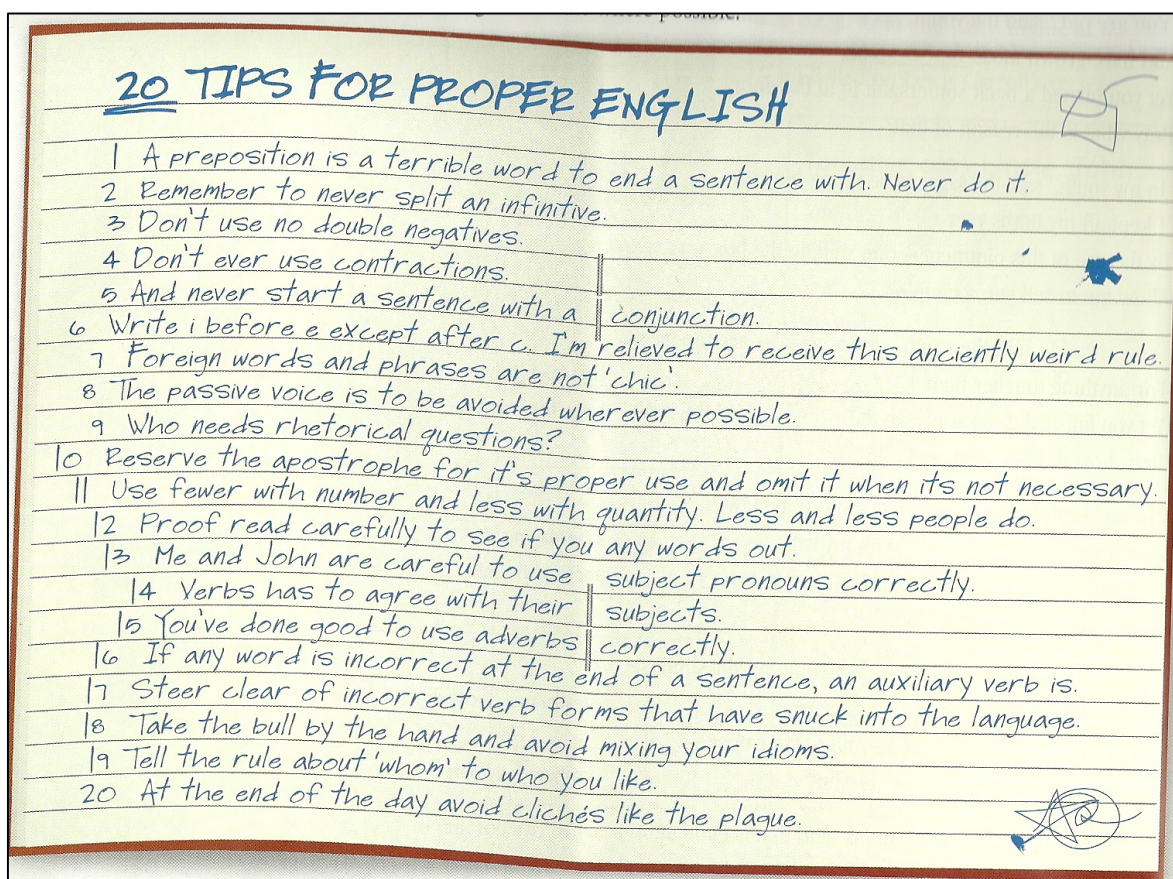 where possible.
20 TIPS FOR PROPER ENGLISH
1 A preposition is a terrible word to end a sentence with. Never do it.
2 Remember to never split an infinitive.
3 Don't use no double negatives.
4 Don't ever use contractions.
5 And never start a sentence with a conjunction.
6 Write i before e except after c. I'm relieved to receive this anciently weird rule.
7 Foreign words and phrases are not 'chic'.
8 The passive voice is to be avoided wherever possible.
9 Who needs rhetorical questions?
10 Reserve the apostrophe for it's proper use and omit it when its not necessary.
11 Use fewer with number and less with quantity. Less and less people do.
12 Proof read carefully to see if you any words out.
13 Me and John are careful to use subject pronouns correctly.
14 Verbs has to agree with their subjects.
15 You've done good to use adverbs correctly.
16 If any word is incorrect at the end of a sentence, an auxiliary verb is.
17 Steer clear of incorrect verb forms that have snuck into the language.
18 Take the bull by the hand and avoid mixing your idioms.
19 Tell the rule about 'whom' to who you like.
20 At the end of the day avoid clichés like the plague.